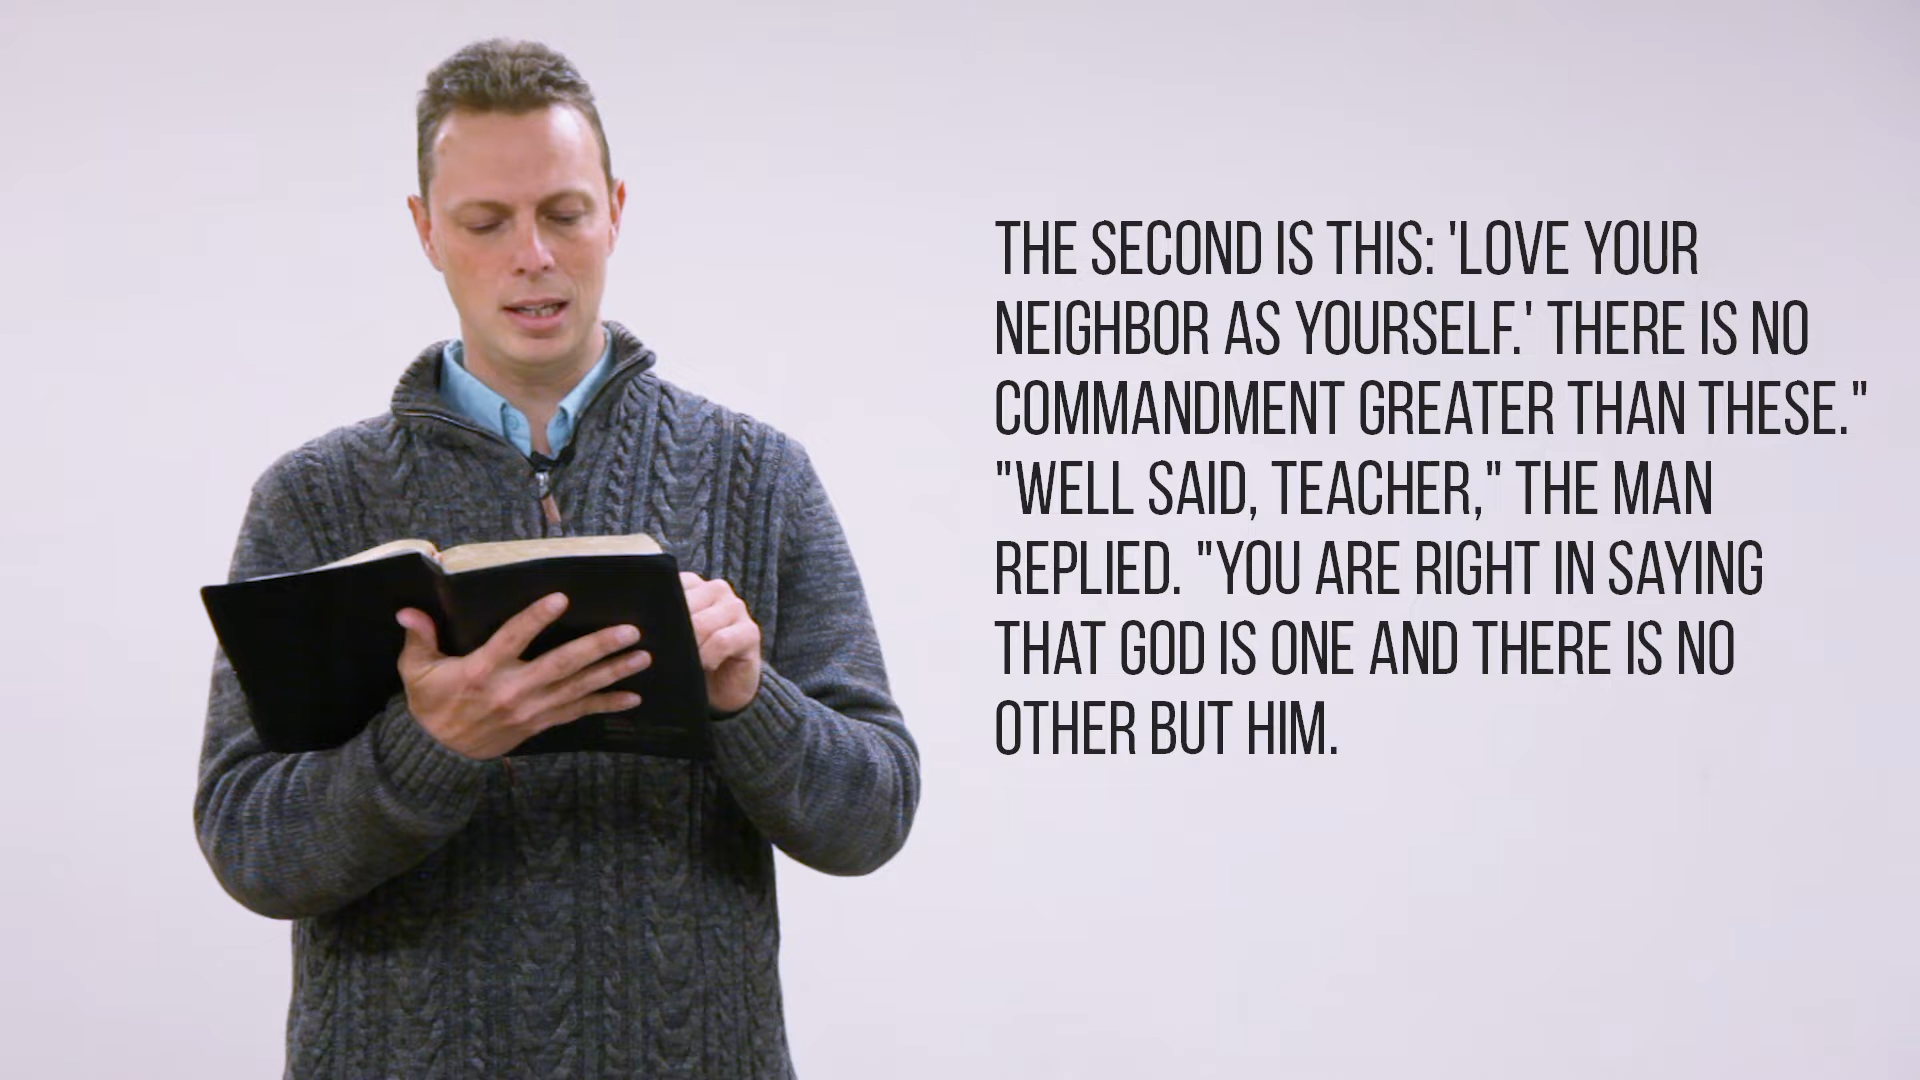 THE SECOND IS THIS: 'LOVE YOUR
NEIGHBOR AS YOURSELF.' THERE IS NO
COMMANDMENT GREATER THAN THESE."
"WELL SAID, TEACHER," THE MAN
REPLIED. "YOU ARE RIGHT IN SAYING
THAT GOD IS ONE AND THERE IS NO
OTHER BUT HIM.